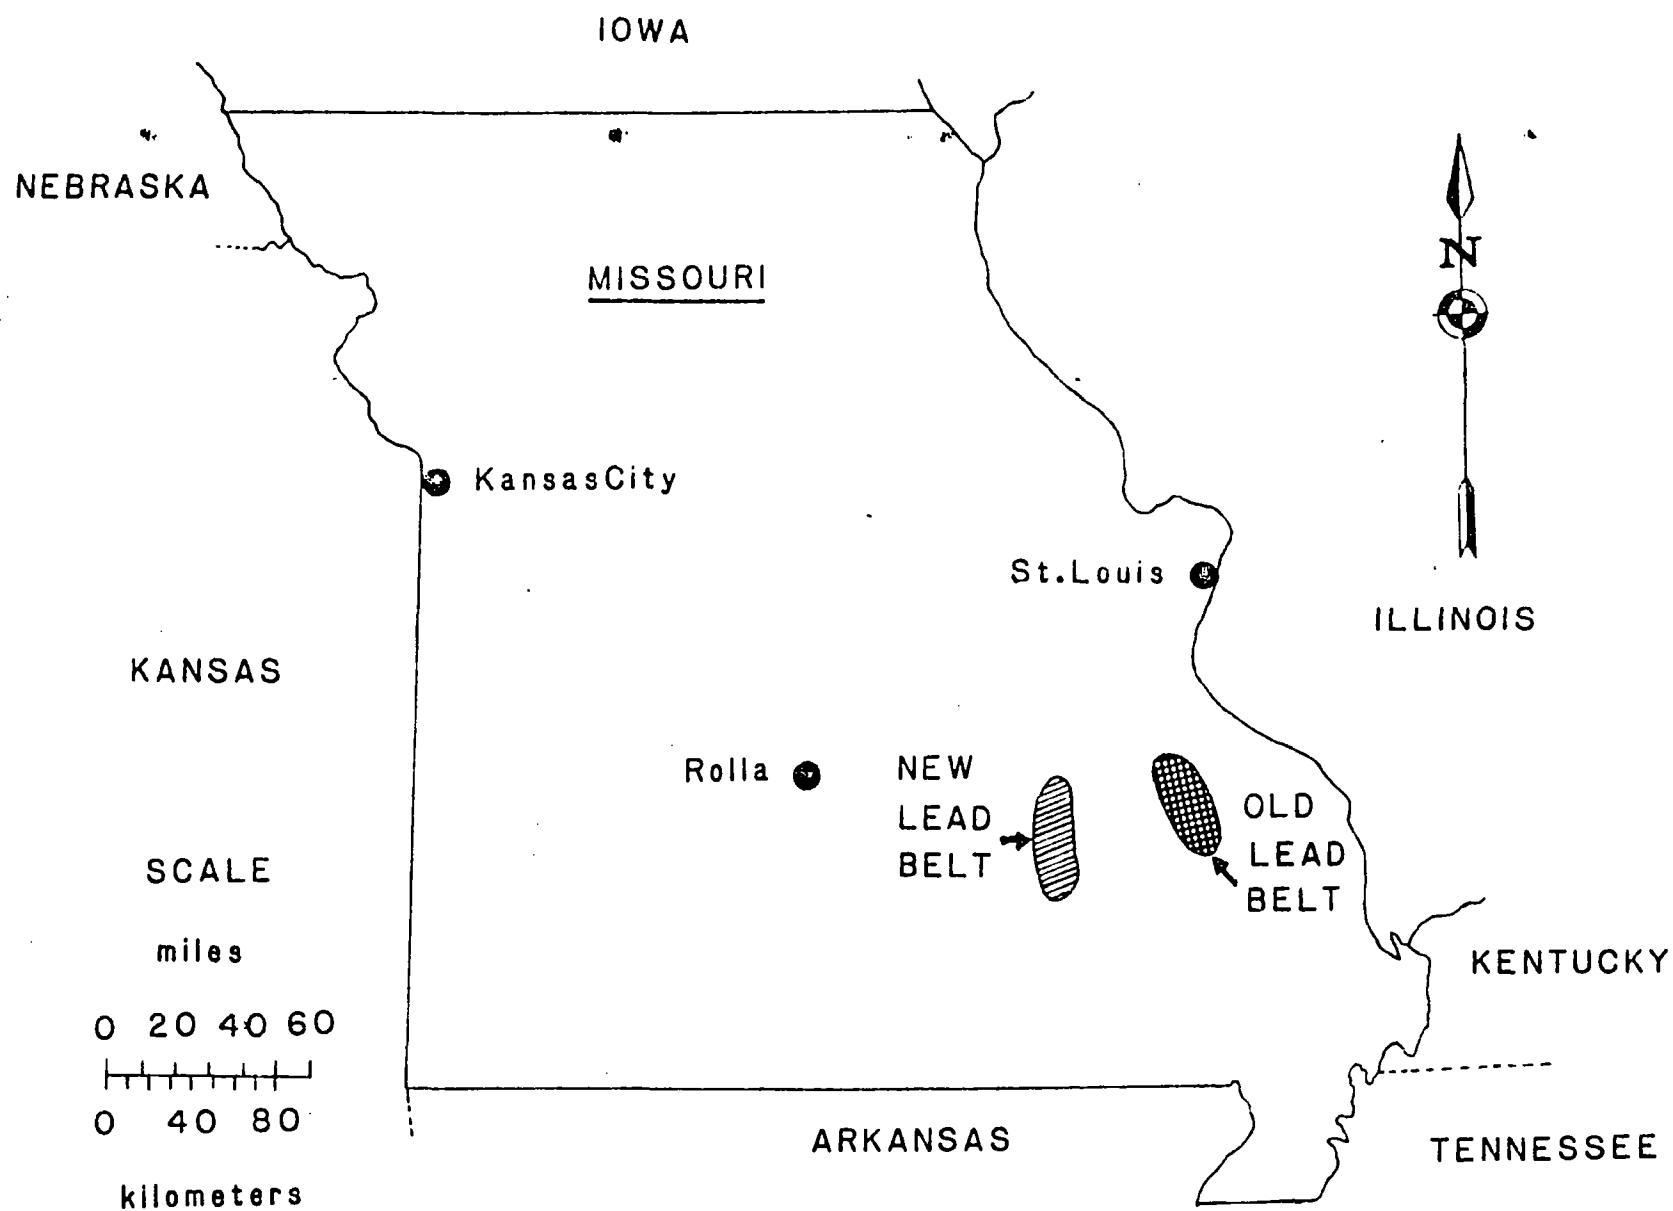 IOWA
NEBRASKA
MISSOURI
N
KansasCity
St.Louis
ILLINOIS
KANSAS
Rolla
NEW
LEAD
BELT
OLD
LEAD
BELT
SCALE
miles
0 20 40 60
0 40 80
kilometers
KENTUCKY
ARKANSAS
TENNESSEE